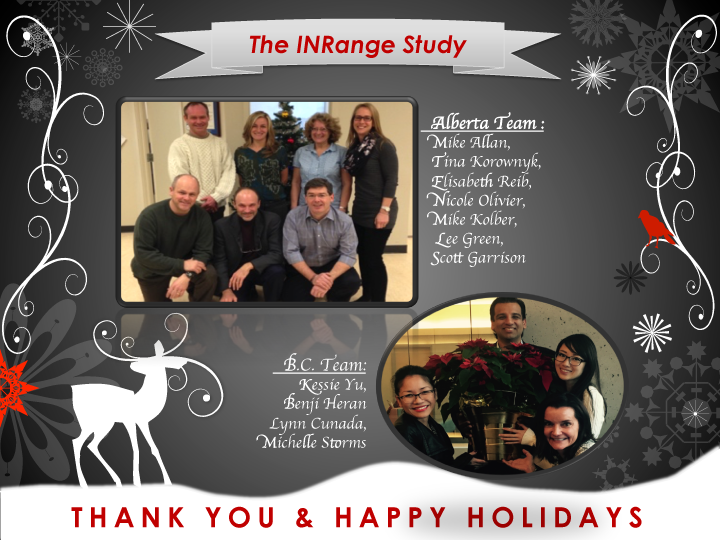 The INRange Study
Alberta Team :
Mike Allan,
Tina Korownyk,
Elisabeth Reib,
Nicole Olivier,
Mike Kolber,
Lee Green,
Scott Garrison
B.C. Team:
Kessie Yu,
Benji Heran
Lynn Cunada,
Michelle Storms
THANK YOU & HAPPY HOLIDAYS